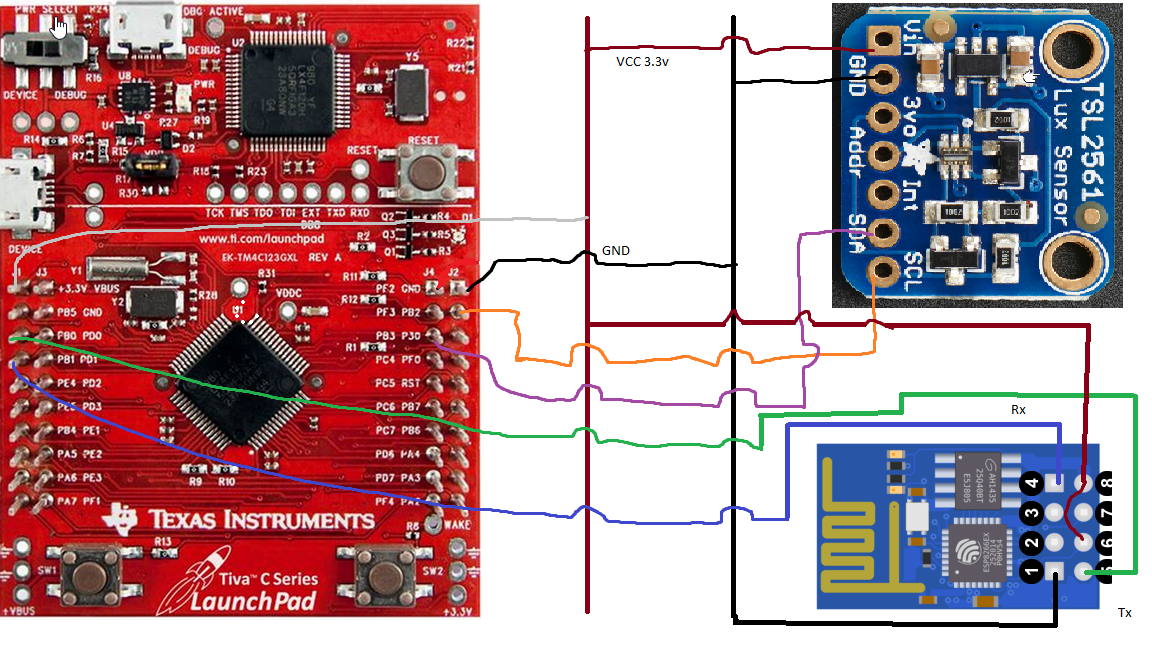 PWR SELECT
R24
DBG ACTIVE
DEBUG
U2
R22
R21
Y5
R16
U8
PWR
DEVICE
DEBUG
R19
R27
U4
R14
R6
R15
R7
D2
RESET
RESET
R18
R23
R30
TCK TMS TDO TDI EXT TXD RXD
DBG
Q2
R4
D1
www.ti.com/launchpad
R2
Q3
R5
DEVICE
EK-TM4C123GXL REV A
Q1
R3
J3
Y1
R31
R11
J4
J2
+3.3V VBUS
Y2
R28
VDDC
PF2 GND
R12
PB5 GND
PF3 PB2
PB0 PD0
R1
PB3
PB1 PD1
PC4 PF0
PE4 PD2
PC5 RST
PE5 PD3
PC6 PB7
PB4 PE1
PC7 PB6
PA5 PE2
PD6 PA4
PA6 PE3
R9
R10
PD7 PA3
PA7 PF1
PF4 PA2
TEXAS INSTRUMENTS
WAKE
R13
SW1
SW2
Tiva C Series
LaunchPad
+VBUS
+3.3V
VCC 3.3v
GND
Vin
GND
3vo
Addr
Int
SDA
SCL
TSL2561
Lux Sensor
Rx
4
8
3
7
2
6
1
Tx